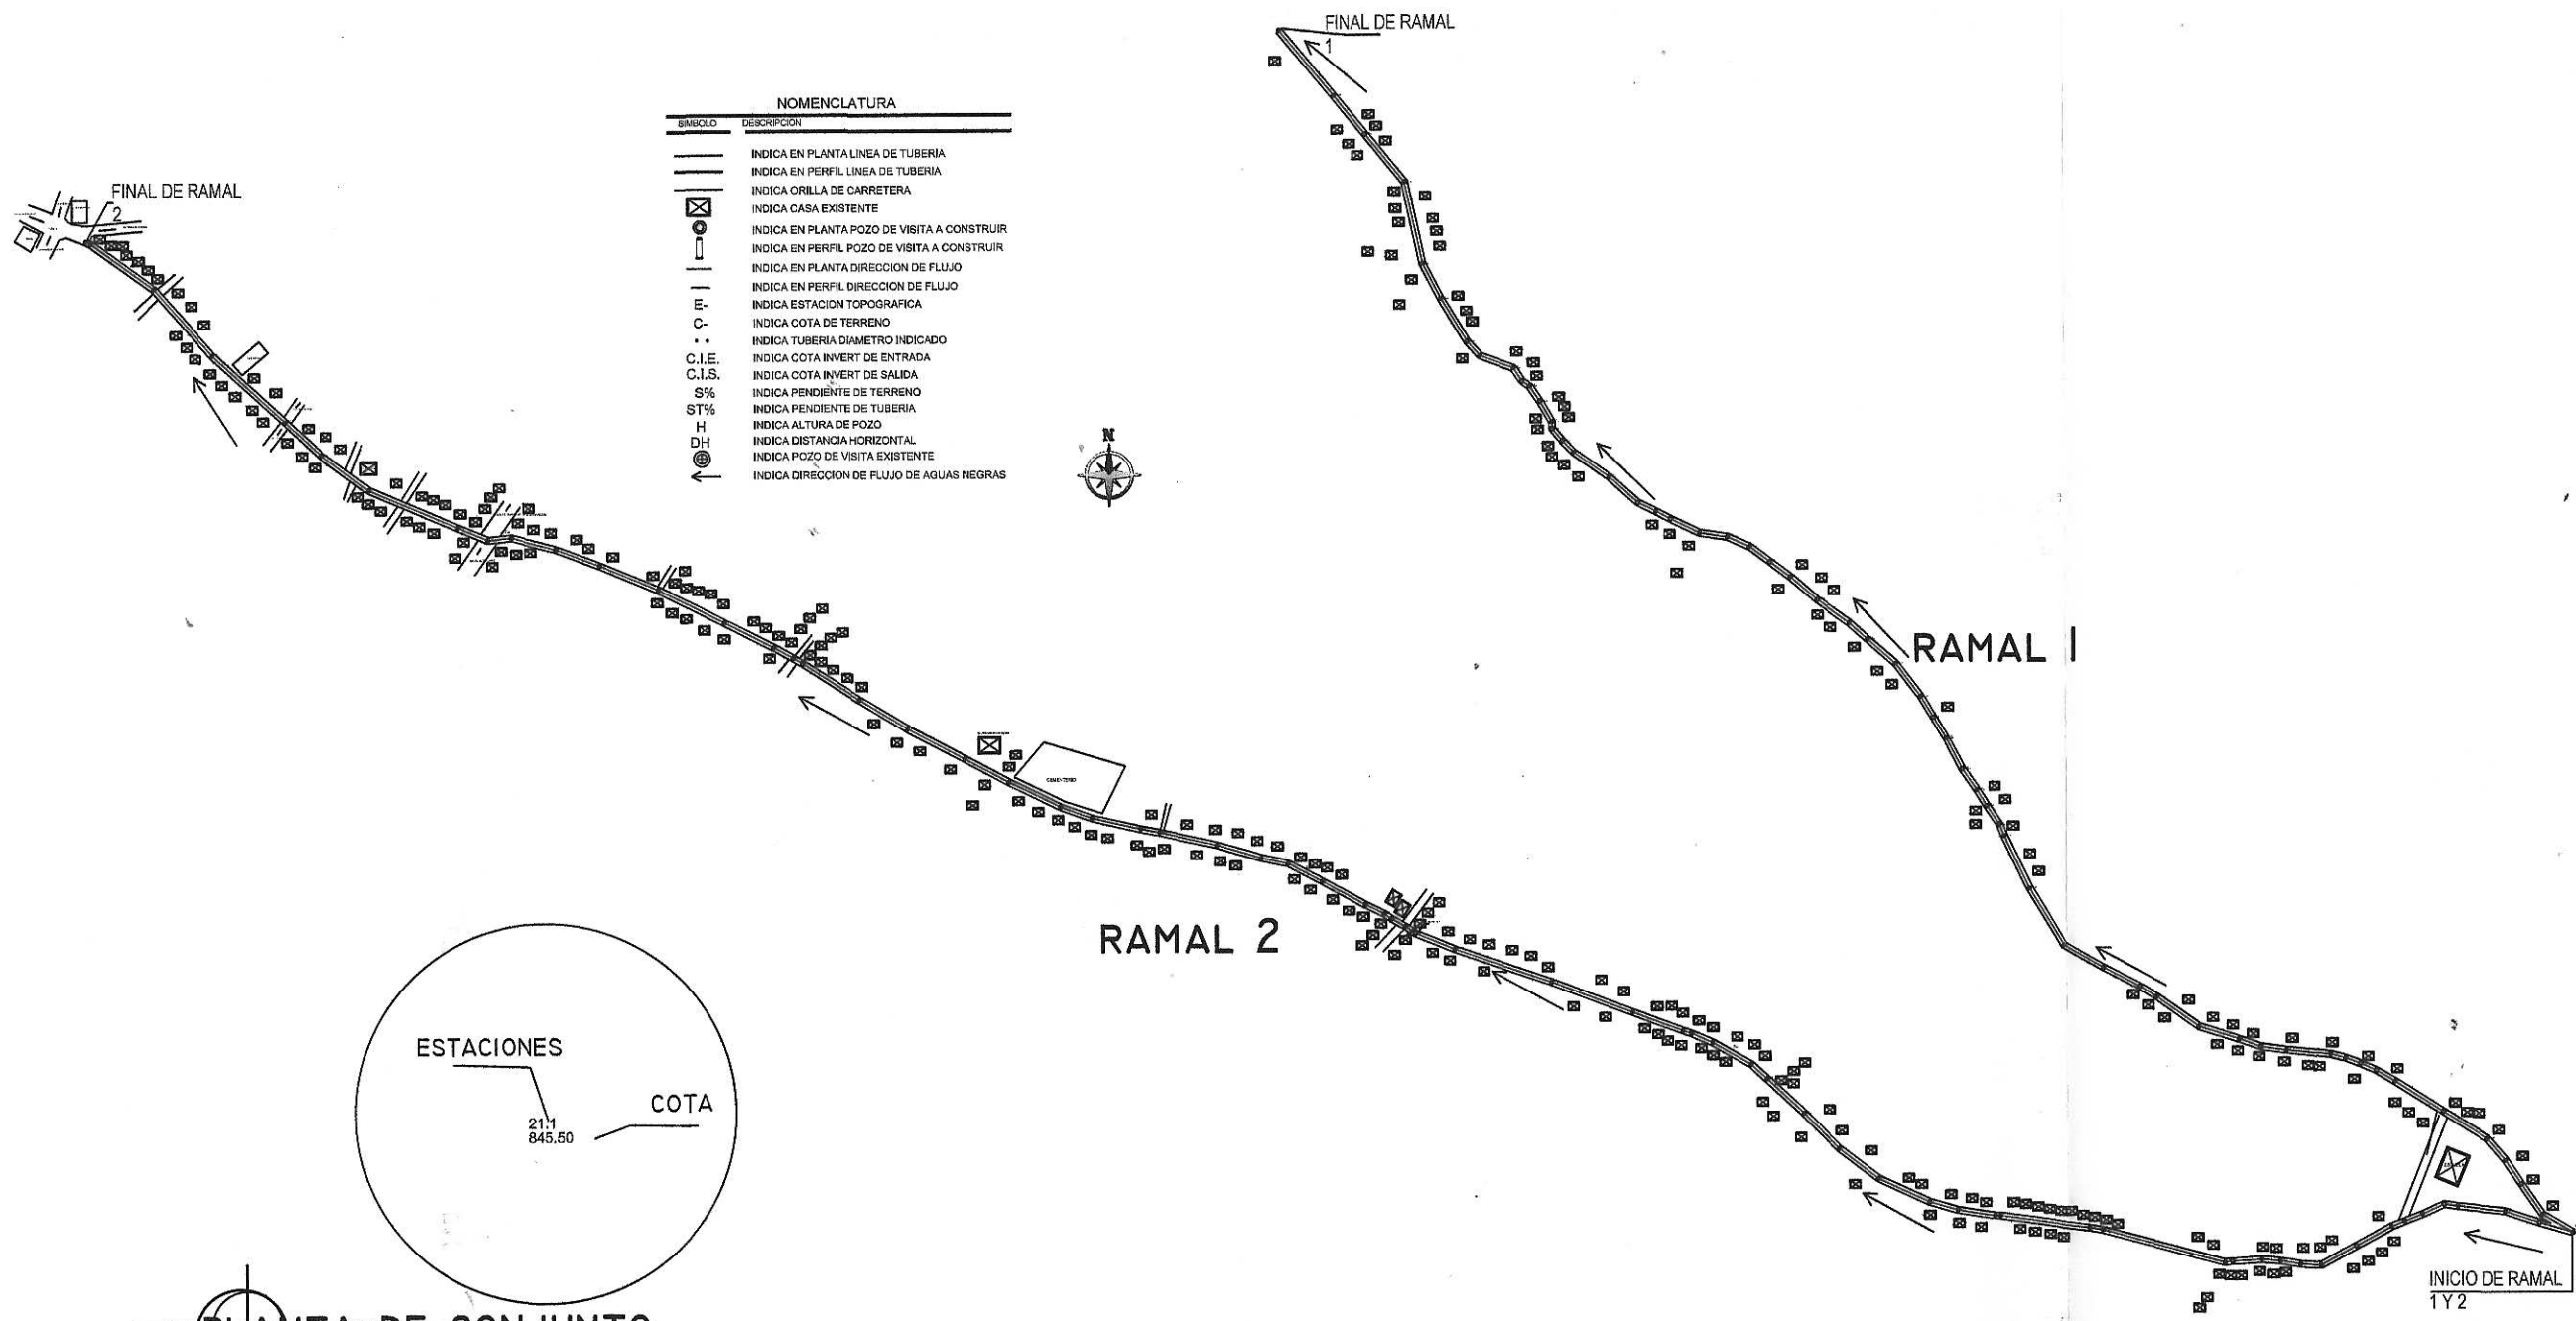 FINAL DE RAMAL
1
NOMENCLATURA
SIMBOLO DESCRIPCION
INDICA EN PLANTA LINEA DE TUBERIA
INDICA EN PERFIL LINEA DE TUBERIA
INDICA ORILLA DE CARRETERA
INDICA CASA EXISTENTE
INDICA EN PLANTA POZO DE VISITA A CONSTRUIR
INDICA EN PERFIL POZO DE VISITA A CONSTRUIR
INDICA EN PLANTA DIRECCION DE FLUJO
INDICA EN PERFIL DIRECCION DE FLUJO
E- INDICA ESTACION TOPOGRAFICA
C- INDICA COTA DE TERRENO
INDICA TUBERIA DIAMETRO INDICADO
C.I.E. INDICA COTA INVERT DE ENTRADA
C.I.S. INDICA COTA INVERT DE SALIDA
S% INDICA PENDIENTE DE TERRENO
ST% INDICA PENDIENTE DE TUBERIA
H INDICA ALTURA DE POZO
DH INDICA DISTANCIA HORIZONTAL
INDICA POZO DE VISITA EXISTENTE
INDICA DIRECCION DE FLUJO DE AGUAS NEGRAS
FINAL DE RAMAL
2
N
RAMAL 1
CEMENTERIO
RAMAL 2
ESTACIONES
COTA
21.1
845.50
INICIO DE RAMAL
1 Y 2
PLANTA DE CONJUNTO